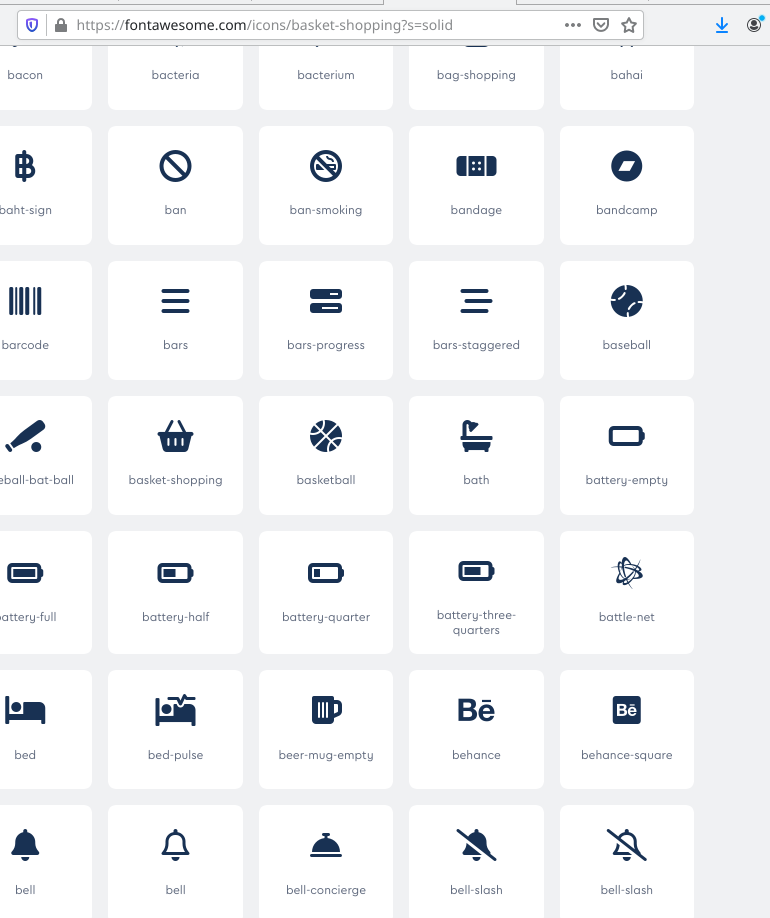 https://fontawesome.com/icons/basket-shopping?s=solid
bacon
bacteria
bacterium
bag-shopping
bahai
baht-sign
ban
ban-smoking
bandage
bandcamp
barcode
bars
bars-progress
bars-staggered
baseball
eball-bat-ball
basket-shopping
basketball
bath
battery-empty
attery-full
battery-half
battery-quarter
battery-three-
quarters
battle-net
bed
bed-pulse
beer-mug-empty
Bē
behance
Bē
behance-square
bell
bell
bell-concierge
bell-slash
bell-slash